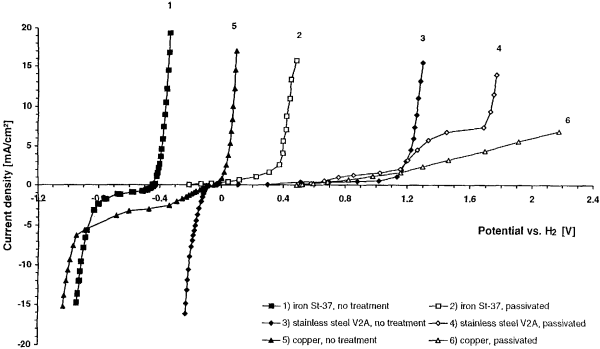 1 5 2 3 4 6
20
15
10
5
0
-5
-10
-15
-20
-1.2 -0.8 -0.4 0 0.4 0.8 1.2 1.6 2 2.4
Current density [mA/cm²]
Potential vs. H₂ [V]
1) iron St-37, no treatment 2) iron St-37, passivated
3) stainless steel V2A, no treatment 4) stainless steel V2A, passivated
5) copper, no treatment 6) copper, passivated